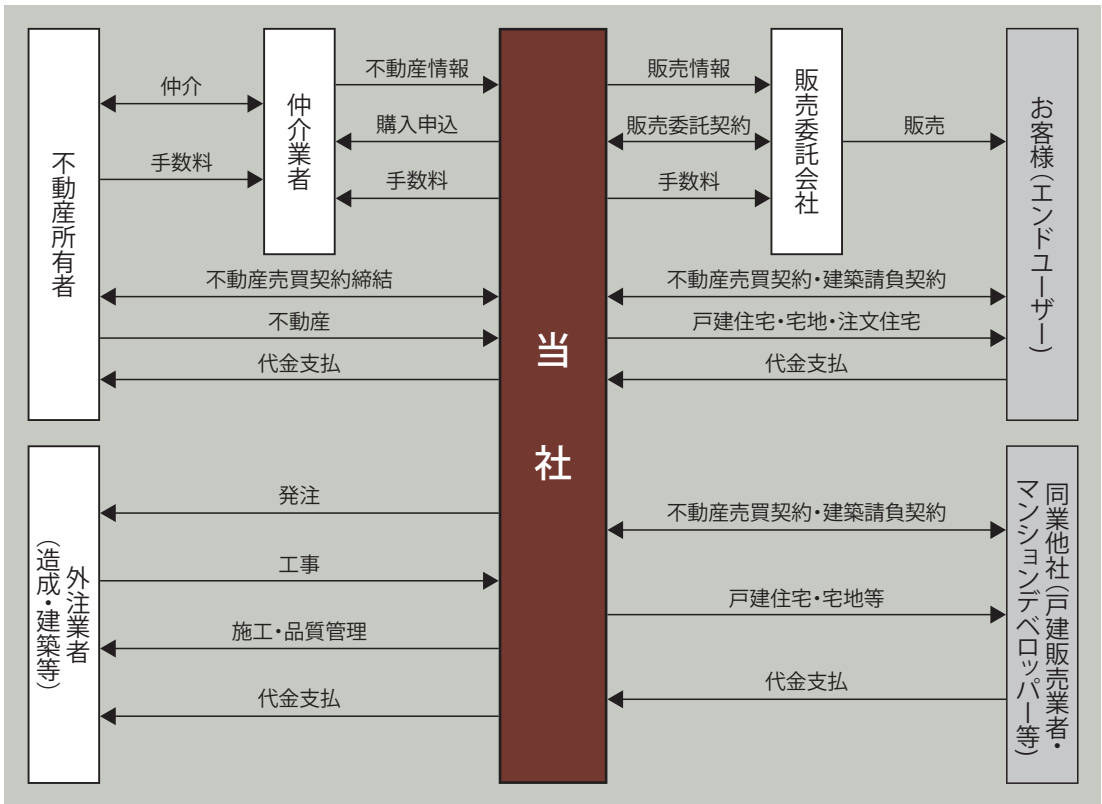 不動産所有者
仲介
手数料
仲介業者
不動産情報
購入申込
手数料
不動産売買契約締結
不動産
代金支払
当社
販売情報
販売委託契約
手数料
販売委託会社
販売
不動産売買契約・建築請負契約
戸建住宅・宅地・注文住宅
代金支払
お客様(エンドユーザー)
外注業者
(造成・建築等)
発注
工事
施工・品質管理
代金支払
不動産売買契約・建築請負契約
戸建住宅・宅地等
代金支払
同業他社(戸建販売業者・
マンションデベロッパー等)